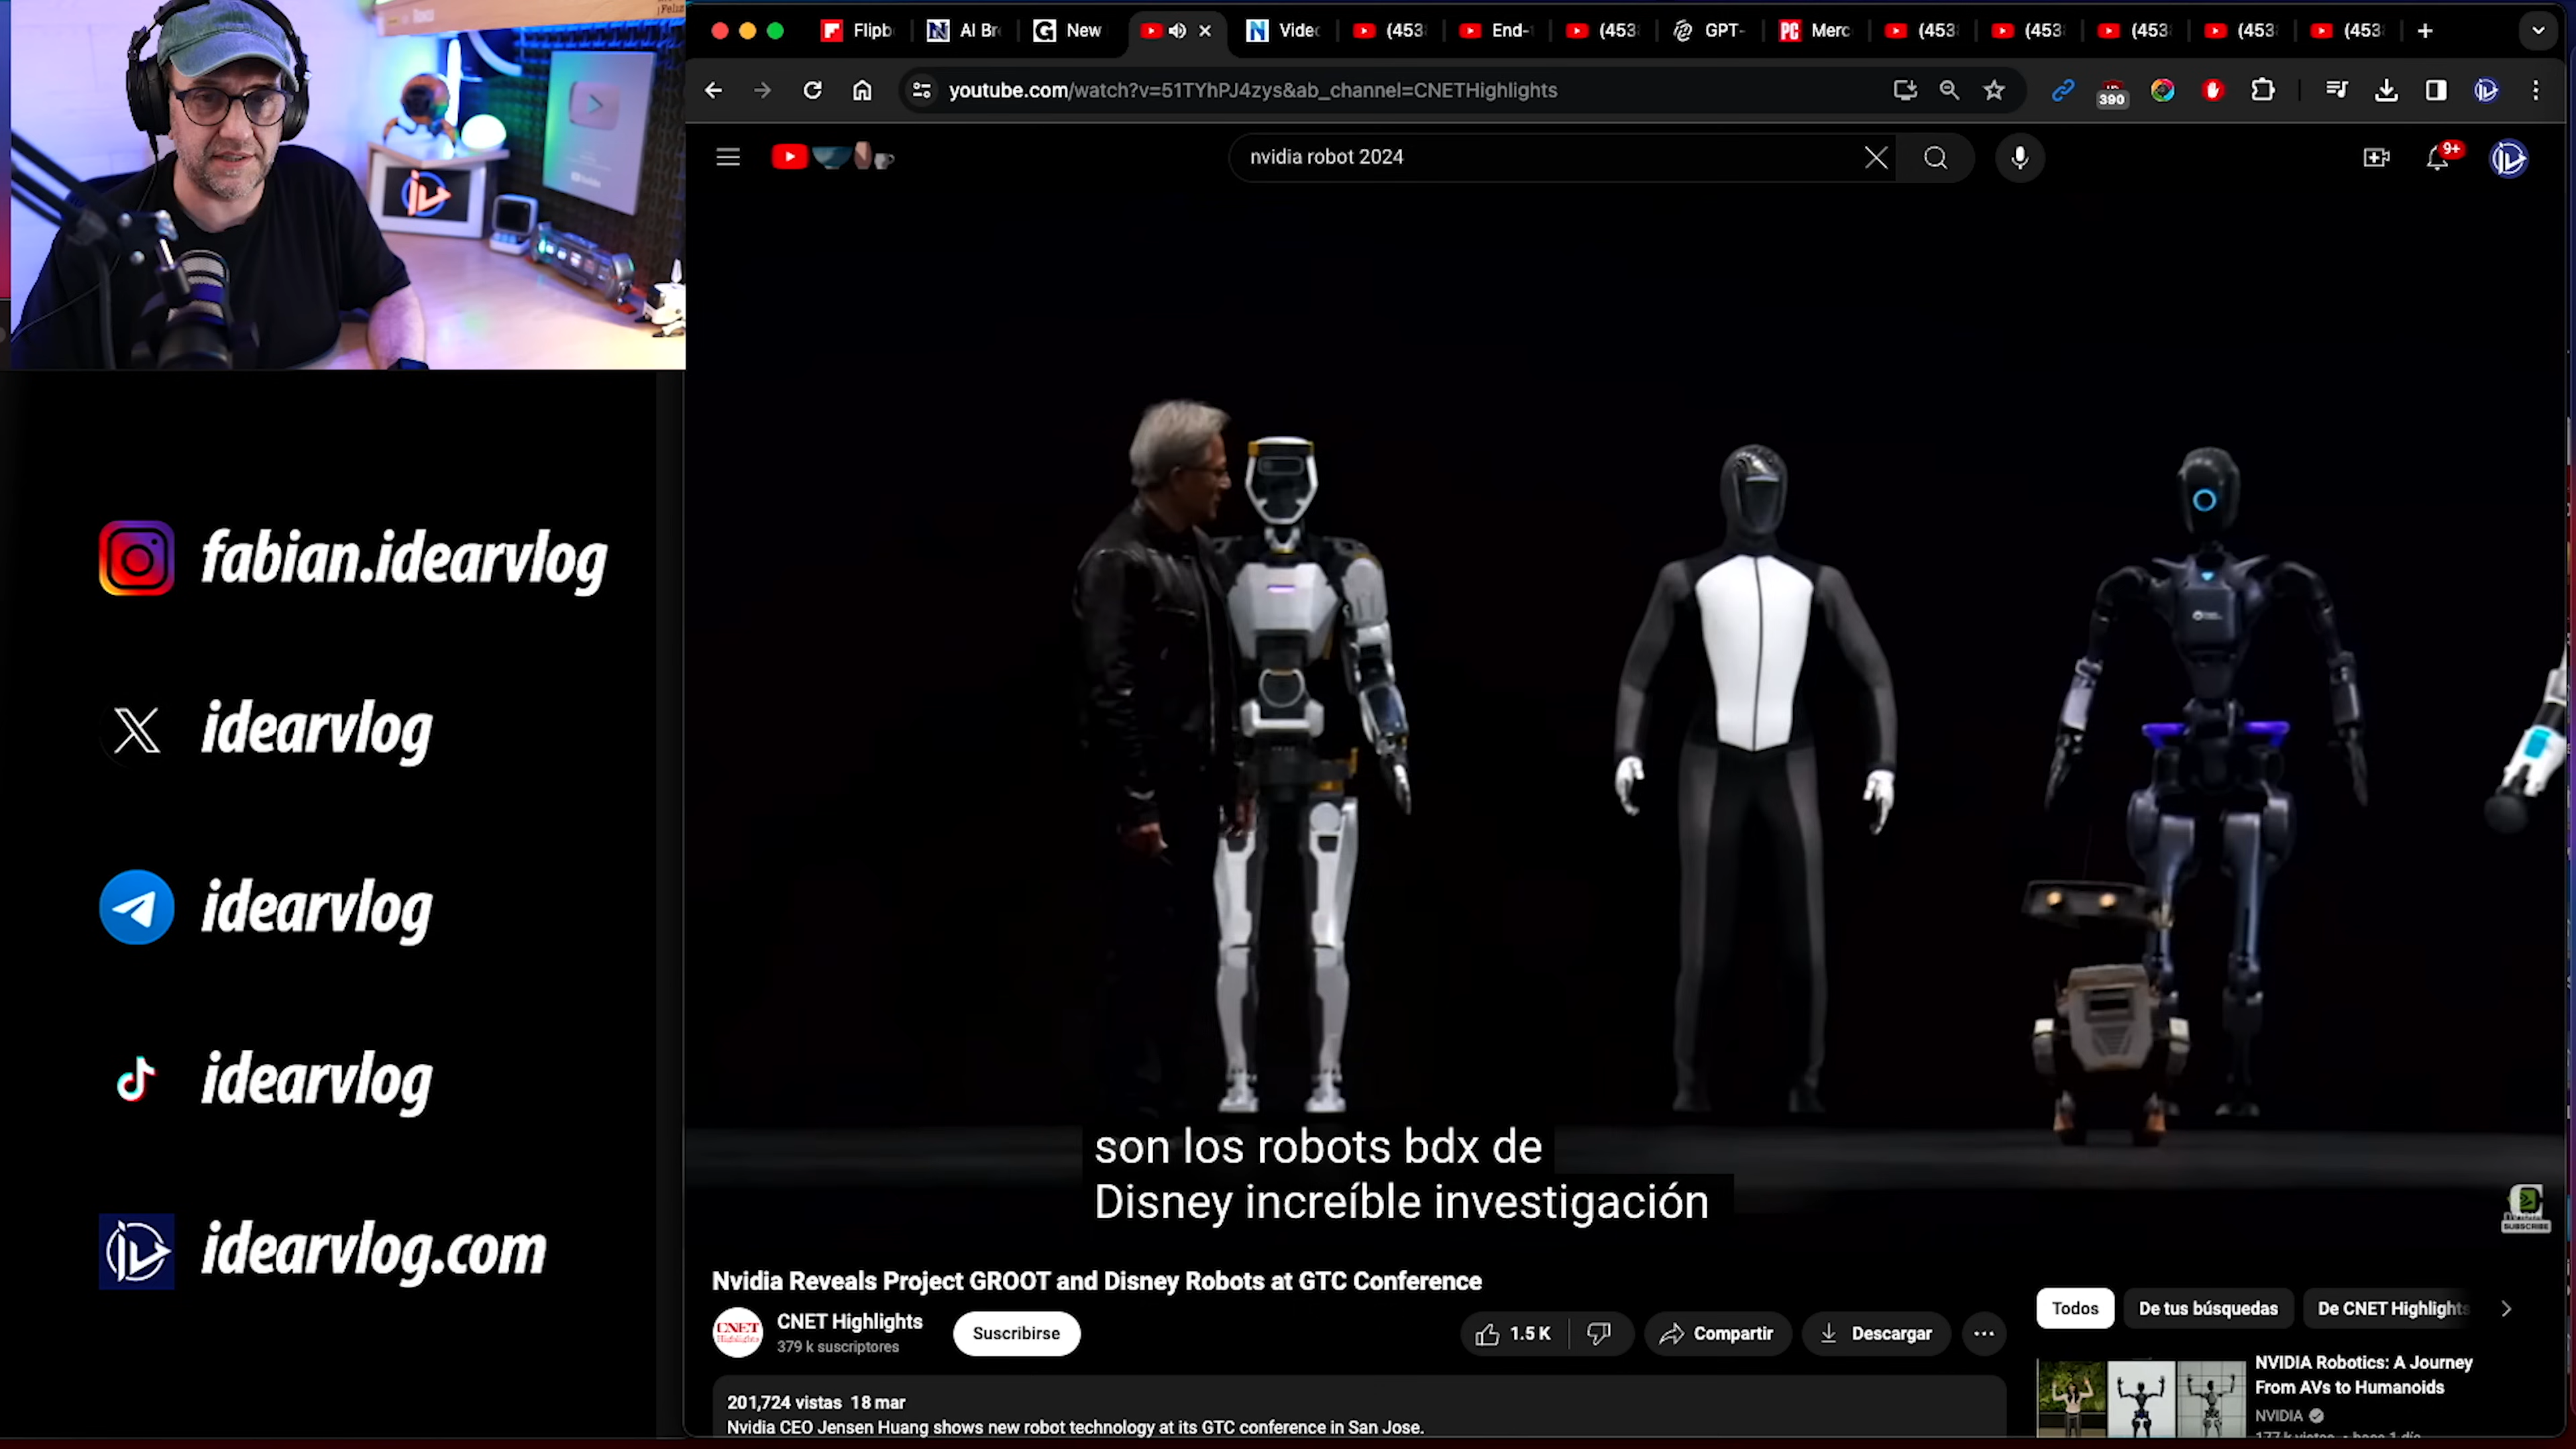 Flipb
AI Br
New
Vide
(453
End-
(453
GPT-
Merc
(453
(453
(453
(453
(453
youtube.com/watch?v=51TYhPJ4zys&ab_channel=CNETHighlights
390
nvidia robot 2024
9+
fabian.idearvlog
idearvlog
idearvlog
idearvlog
idearvlog.com
son los robots bdx de
Disney increíble investigación
SUBSCRIBE
Nvidia Reveals Project GROOT and Disney Robots at GTC Conference
CNET Highlights
379 k suscriptores
Suscribirse
1.5 K
Compartir
Descargar
201,724 vistas 18 mar
Nvidia CEO Jensen Huang shows new robot technology at its GTC conference in San Jose.
Todos
De tus búsquedas
De CNET Highlights
NVIDIA Robotics: A Journey
From AVs to Humanoids
NVIDIA